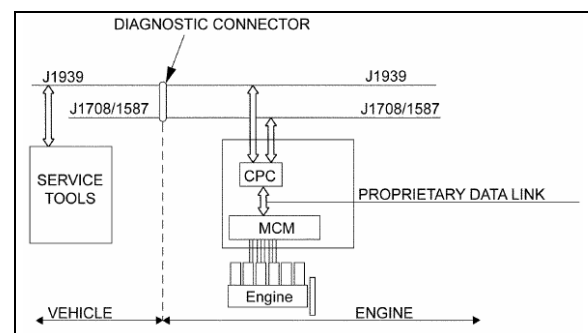 DIAGNOSTIC CONNECTOR
J1939
J1939
J1708/1587
J1708/1587
SERVICE
TOOLS
CPC
PROPRIETARY DATA LINK
MCM
Engine
VEHICLE
ENGINE